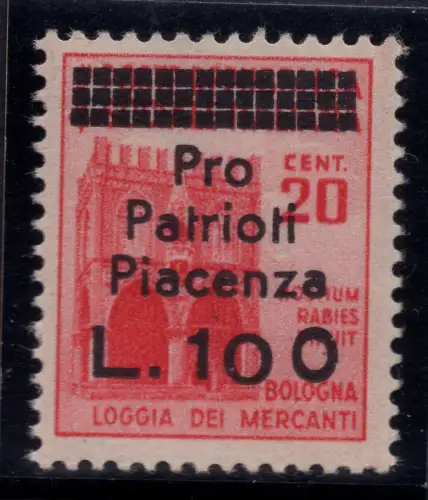 CENT.
20
Pro
Patrioti
Piacenza
L. 100
RABIES
BOLOGNA
LOGGIA DEI MERCANTI